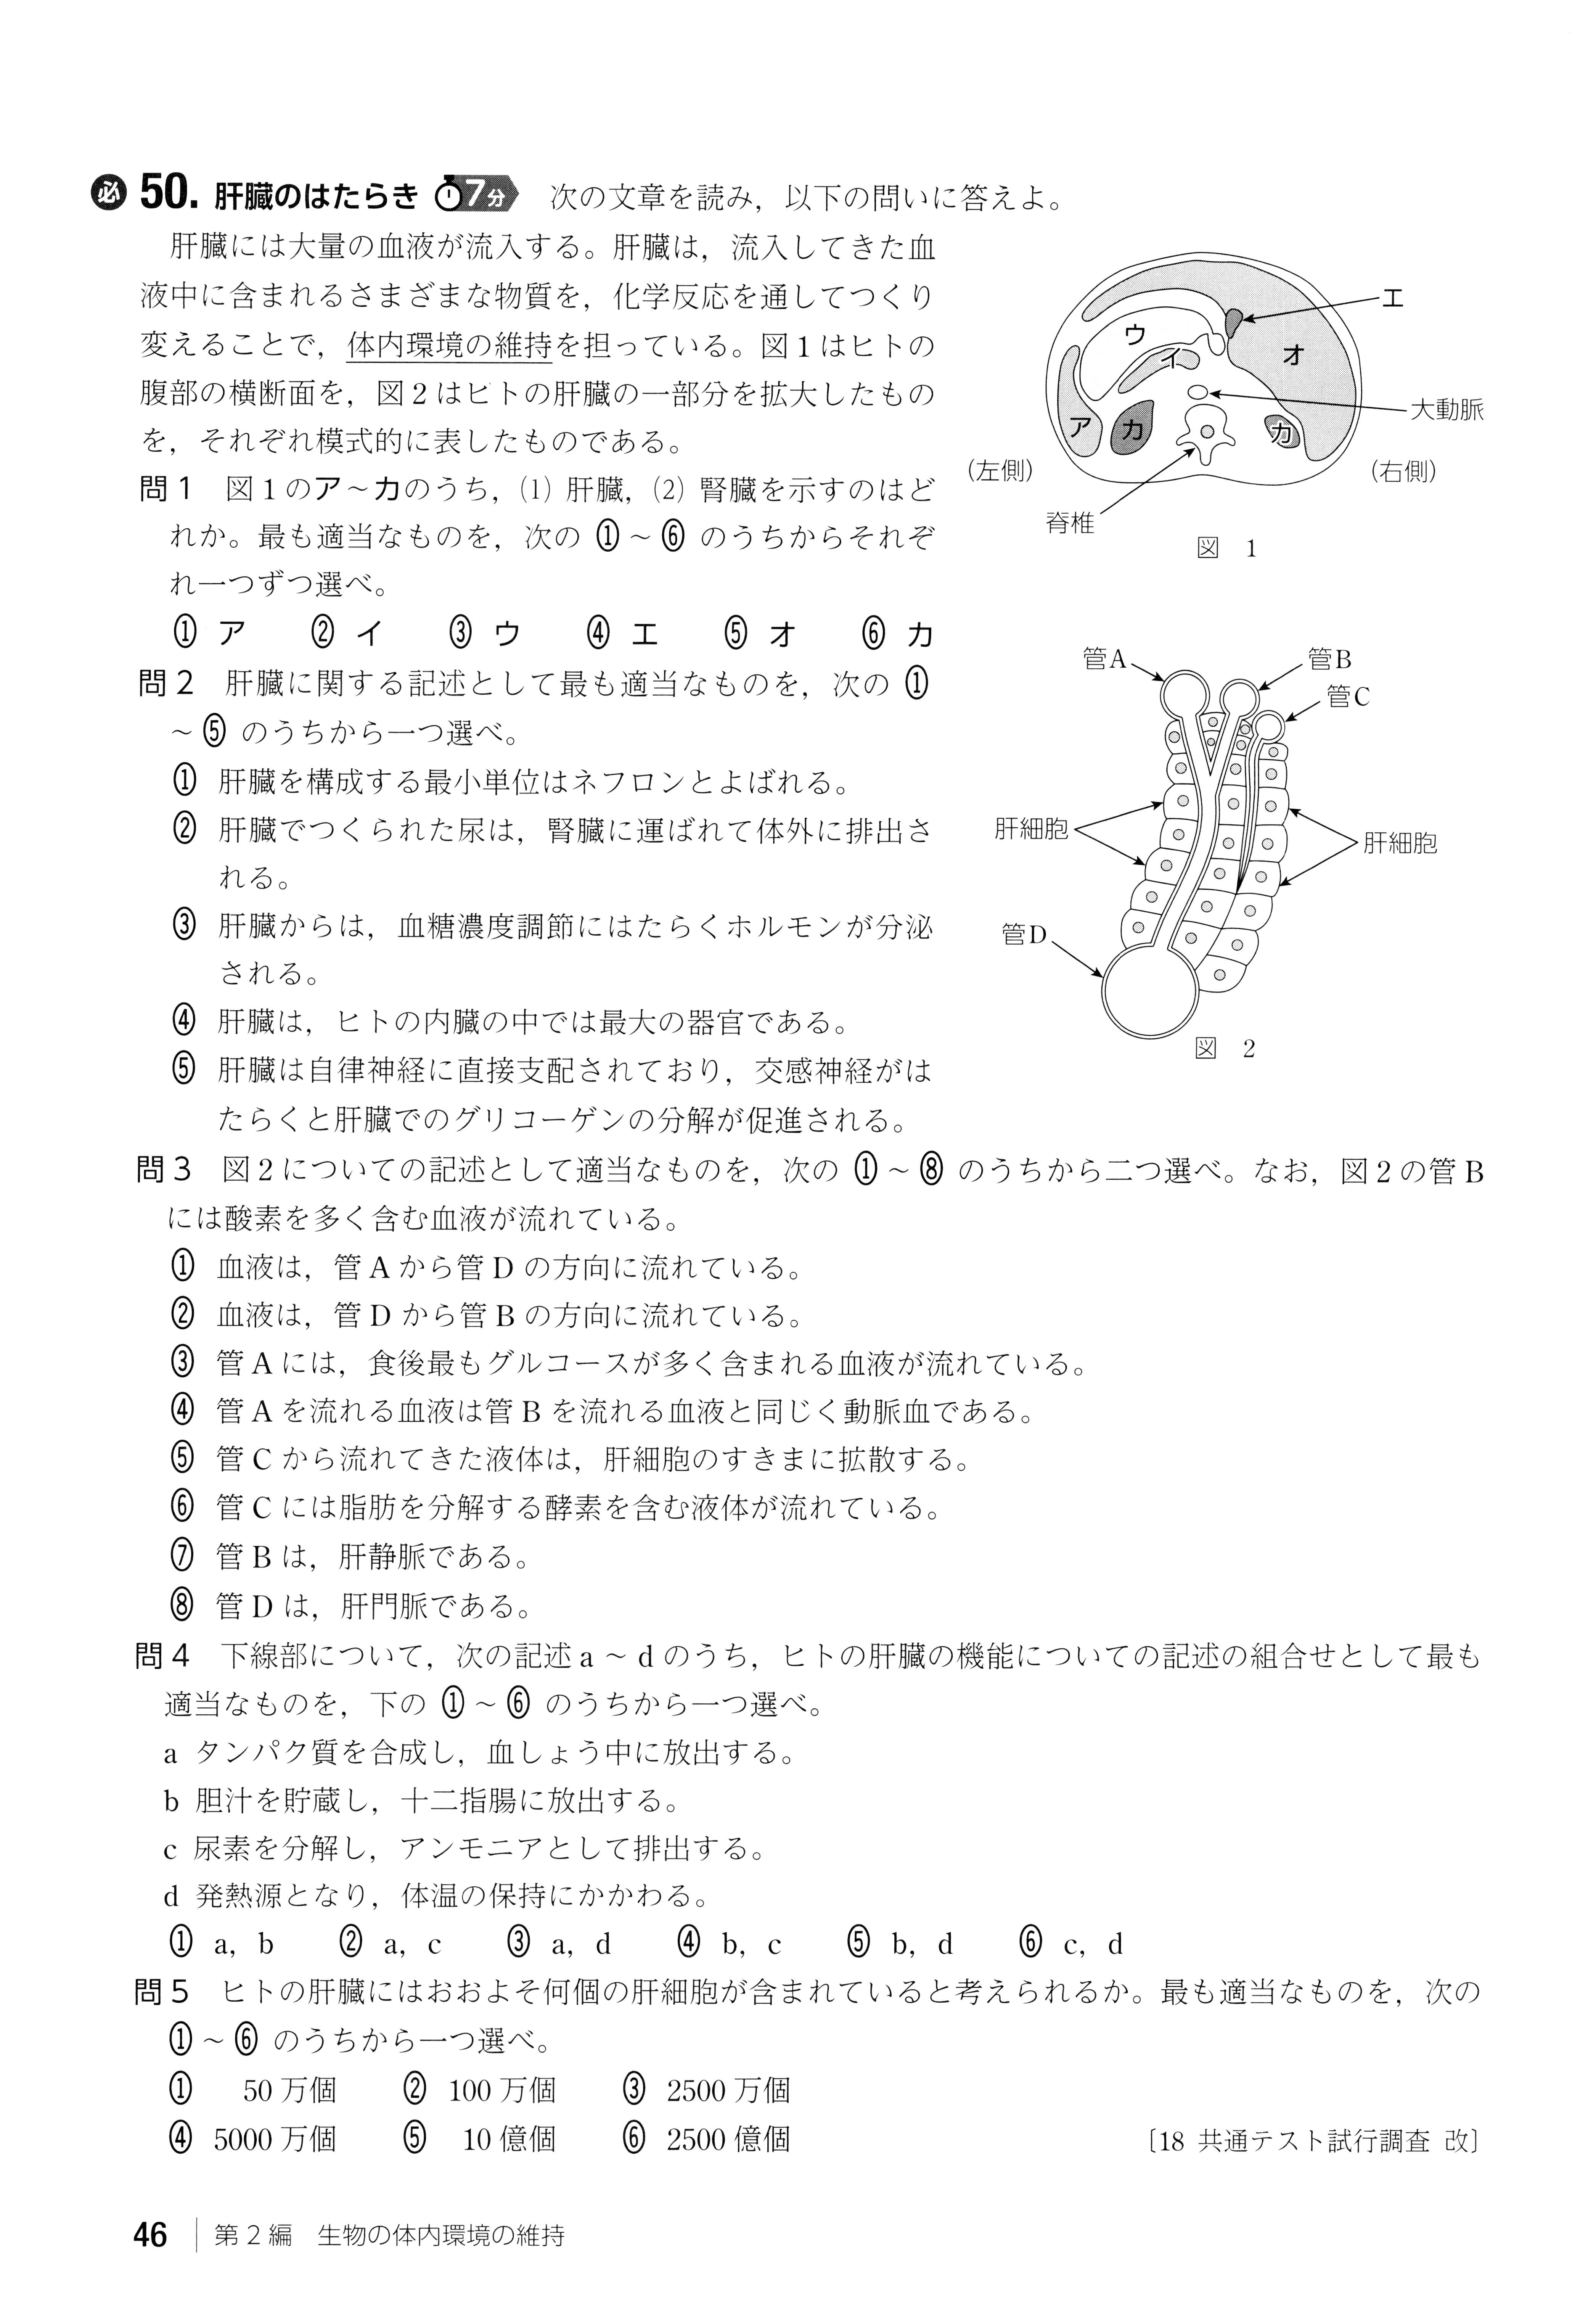 必 50. 肝臓のはたらき 7分 次の文章を読み，以下の問いに答えよ。
肝臓には大量の血液が流入する。肝臓は，流入してきた血
液中に含まれるさまざまな物質を，化学反応を通してつくり
変えることで，体内環境の維持を担っている。図1はヒトの
腹部の横断面を，図2はヒトの肝臓の一部分を拡大したもの
を，それぞれ模式的に表したものである。
問1 図1のア～カのうち，(1) 肝臓，(2) 腎臓を示すのはど
れか。最も適当なものを，次の ① ～ ⑥ のうちからそれぞ
れ一つずつ選べ。
① ア ② イ ③ ウ ④ エ ⑤ オ ⑥ カ
ウ
イ
エ
オ
ア
カ
カ
大動脈
(左側)
(右側)
脊椎
図 1
問2 肝臓に関する記述として最も適当なものを，次の ①
～ ⑤ のうちから一つ選べ。
① 肝臓を構成する最小単位はネフロンとよばれる。
② 肝臓でつくられた尿は，腎臓に運ばれて体外に排出さ
れる。
③ 肝臓からは，血糖濃度調節にはたらくホルモンが分泌
される。
④ 肝臓は，ヒトの内臓の中では最大の器官である。
⑤ 肝臓は自律神経に直接支配されており，交感神経がは
たらくと肝臓でのグリコーゲンの分解が促進される。
管A
管B
管C
肝細胞
肝細胞
管D
図 2
問3 図2についての記述として適当なものを，次の ① ～ ⑧ のうちから二つ選べ。なお，図2の管B
には酸素を多く含む血液が流れている。
① 血液は，管Aから管Dの方向に流れている。
② 血液は，管Dから管Bの方向に流れている。
③ 管Aには，食後最もグルコースが多く含まれる血液が流れている。
④ 管Aを流れる血液は管Bを流れる血液と同じく動脈血である。
⑤ 管Cから流れてきた液体は，肝細胞のすきまに拡散する。
⑥ 管Cには脂肪を分解する酵素を含む液体が流れている。
⑦ 管Bは，肝静脈である。
⑧ 管Dは，肝門脈である。
問4 下線部について，次の記述 a ～ d のうち，ヒトの肝臓の機能についての記述の組合せとして最も
適当なものを，下の ① ～ ⑥ のうちから一つ選べ。
a タンパク質を合成し，血しょう中に放出する。
b 胆汁を貯蔵し，十二指腸に放出する。
c 尿素を分解し，アンモニアとして排出する。
d 発熱源となり，体温の保持にかかわる。
① a, b ② a, c ③ a, d ④ b, c ⑤ b, d ⑥ c, d
問5 ヒトの肝臓にはおおよそ何個の肝細胞が含まれていると考えられるか。最も適当なものを，次の
① ～ ⑥ のうちから一つ選べ。
① 50万個 ② 100万個 ③ 2500万個
④ 5000万個 ⑤ 10億個 ⑥ 2500億個
〔18 共通テスト試行調査 改〕
46 第2編 生物の体内環境の維持